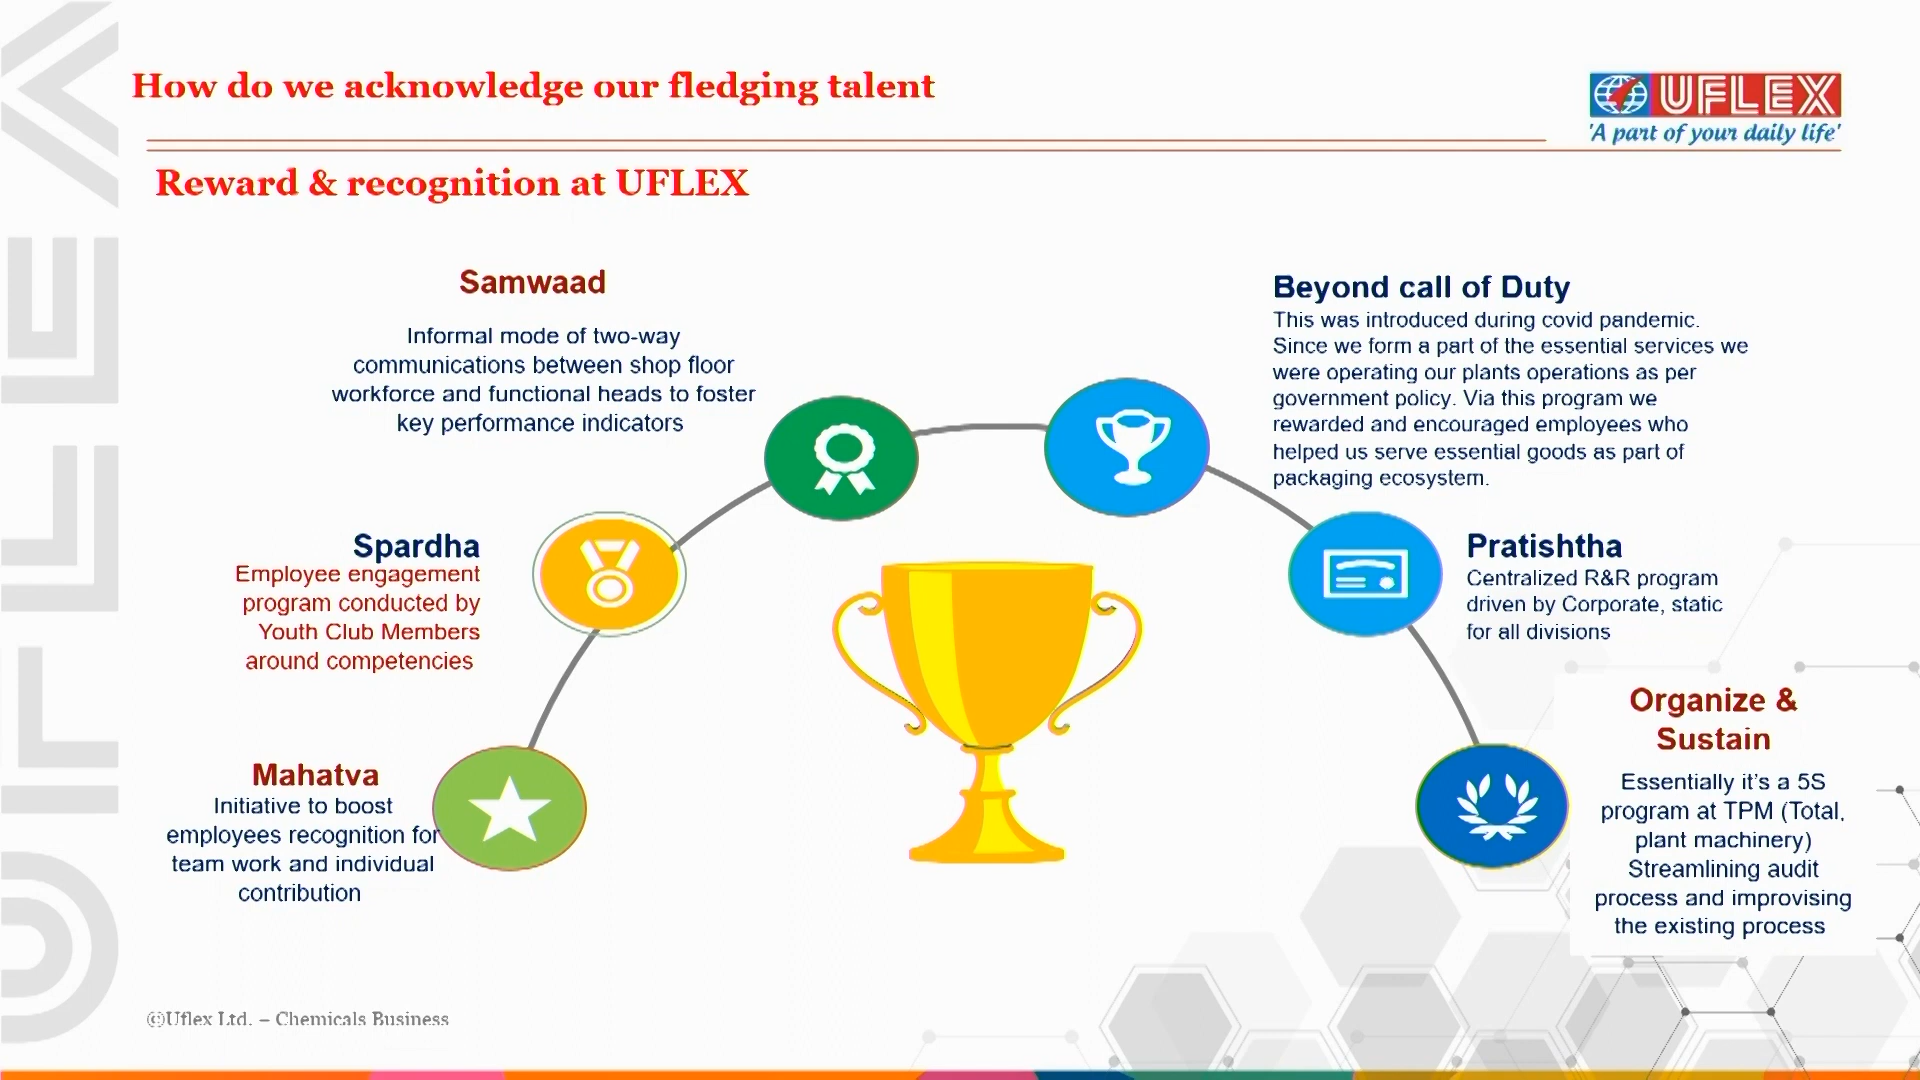 How do we acknowledge our fledging talent
UFLEX
'A part of your daily life'
Reward & recognition at UFLEX
Samwaad
Informal mode of two-way
communications between shop floor
workforce and functional heads to foster
key performance indicators
Beyond call of Duty
This was introduced during covid pandemic.
Since we form a part of the essential services we
were operating our plants operations as per
government policy. Via this program we
rewarded and encouraged employees who
helped us serve essential goods as part of
packaging ecosystem.
Spardha
Employee engagement
program conducted by
Youth Club Members
around competencies
Pratishtha
Centralized R&R program
driven by Corporate, static
for all divisions
Mahatva
Initiative to boost
employees recognition for
team work and individual
contribution
Organize &
Sustain
Essentially it’s a 5S
program at TPM (Total,
plant machinery)
Streamlining audit
process and improvising
the existing process
©Uflex Ltd. – Chemicals Business
UFLEX